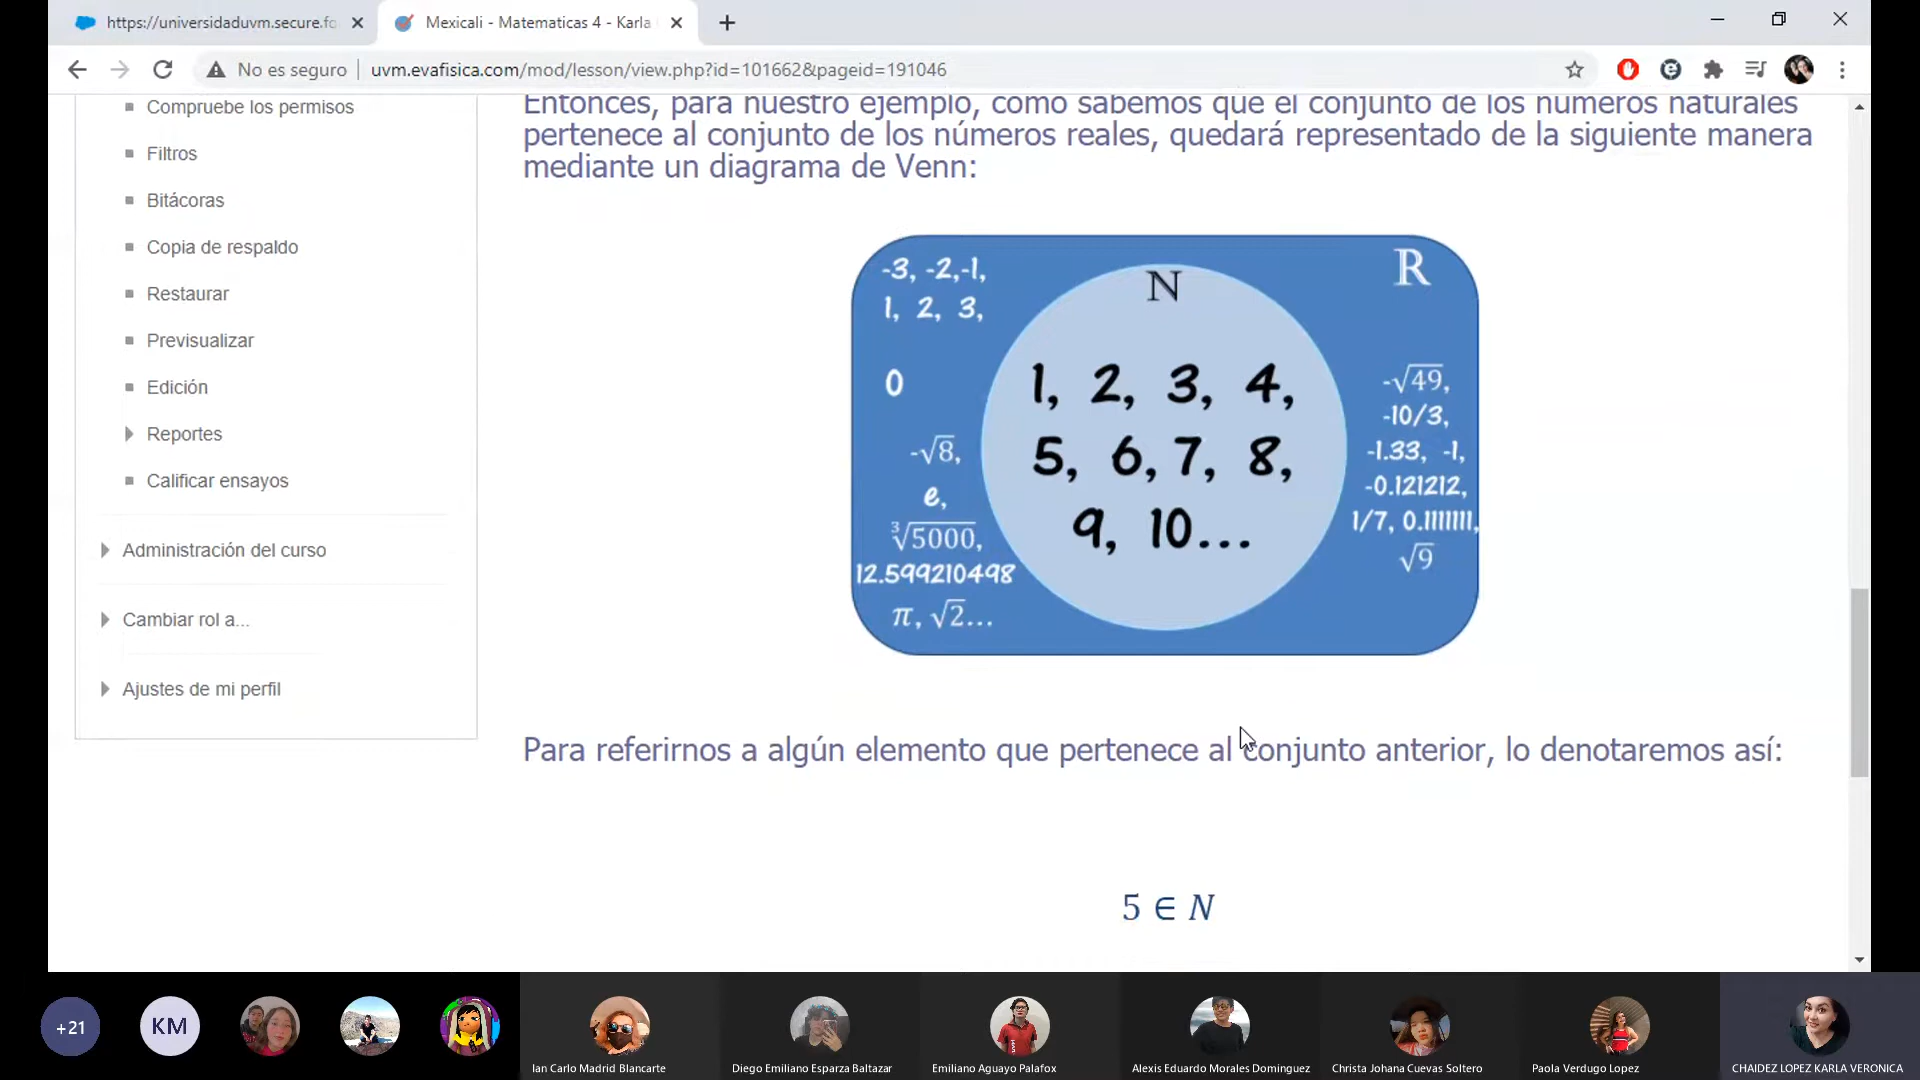 https://universidaduvm.secure.fo
Mexicali - Matematicas 4 - Karla
No es seguro
uvm.evafisica.com/mod/lesson/view.php?id=101662&pageid=191046
Compruebe los permisos
Filtros
Bitácoras
Copia de respaldo
Restaurar
Previsualizar
Edición
Reportes
Calificar ensayos
Administración del curso
Cambiar rol a...
Ajustes de mi perfil
Entonces, para nuestro ejemplo, como sabemos que el conjunto de los números naturales
pertenece al conjunto de los números reales, quedará representado de la siguiente manera
mediante un diagrama de Venn:
-3, -2,-1,
1, 2, 3,
0
-√8,
e,
∛5000,
12.599210498
π, √2...
N
1, 2, 3, 4,
5, 6, 7, 8,
9, 10...
ℝ
-√49,
-10/3,
-1.33, -1,
-0.121212,
1/7, 0.1111111,
√9
Para referirnos a algún elemento que pertenece al conjunto anterior, lo denotaremos así:
5 ∈ N
+21
KM
Ian Carlo Madrid Blancarte
Diego Emiliano Esparza Baltazar
Emiliano Aguayo Palafox
Alexis Eduardo Morales Dominguez
Christa Johana Cuevas Soltero
Paola Verdugo Lopez
CHAIDEZ LOPEZ KARLA VERONICA